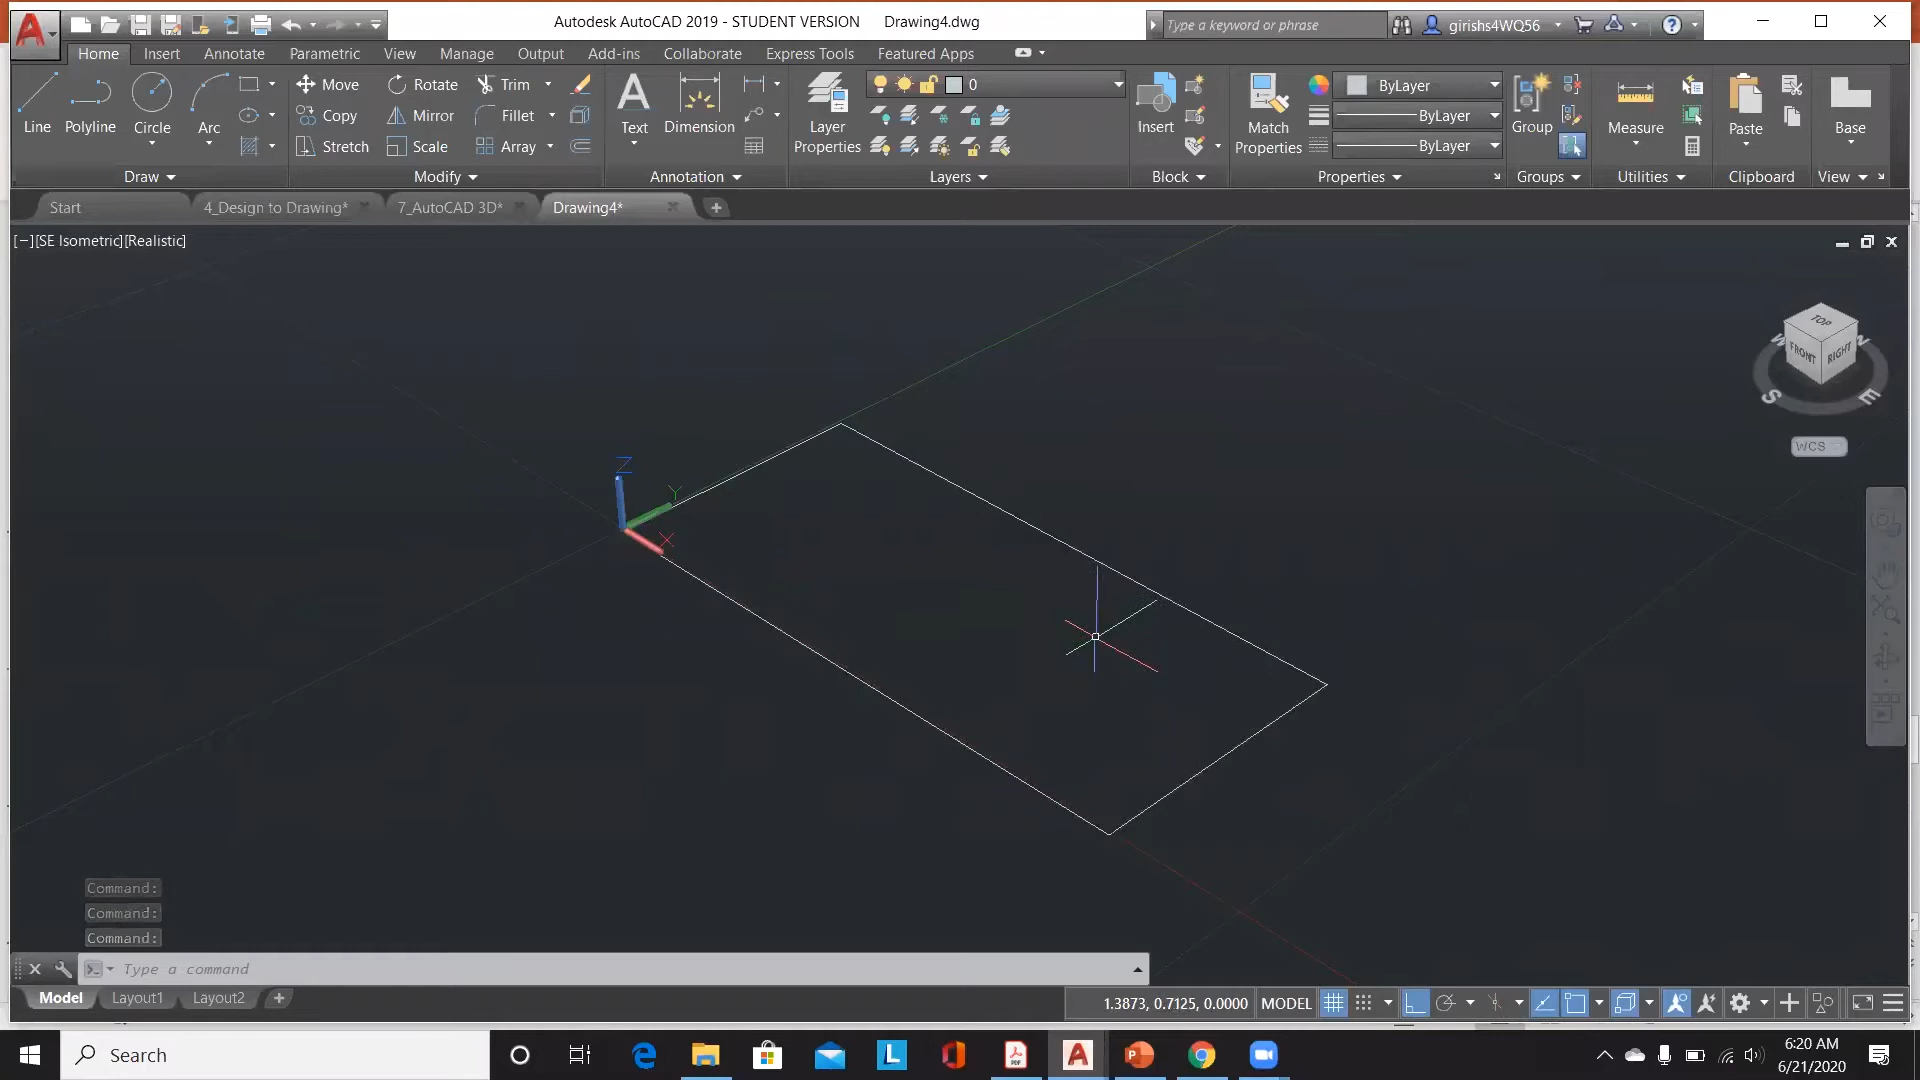 Autodesk AutoCAD 2019 - STUDENT VERSION Drawing4.dwg
Type a keyword or phrase
girishs4WQ56
Home Insert Annotate Parametric View Manage Output Add-ins Collaborate Express Tools Featured Apps
Line Polyline Circle Arc
Move Rotate Trim
Copy Mirror Fillet
Stretch Scale Array
Text Dimension
Layer Properties
0
Insert
Match Properties
ByLayer
ByLayer
ByLayer
Group Measure Paste Base
Draw Modify Annotation Layers Block Properties Groups Utilities Clipboard View
Start 4_Design to Drawing* 7_AutoCAD 3D* Drawing4*
[−][SE Isometric][Realistic]
TOP
FRONT RIGHT
S E
WCS
Z
Y
X
Command:
Command:
Command:
Type a command
Model Layout1 Layout2
1.3873, 0.7125, 0.0000 MODEL
Search
6:20 AM
6/21/2020